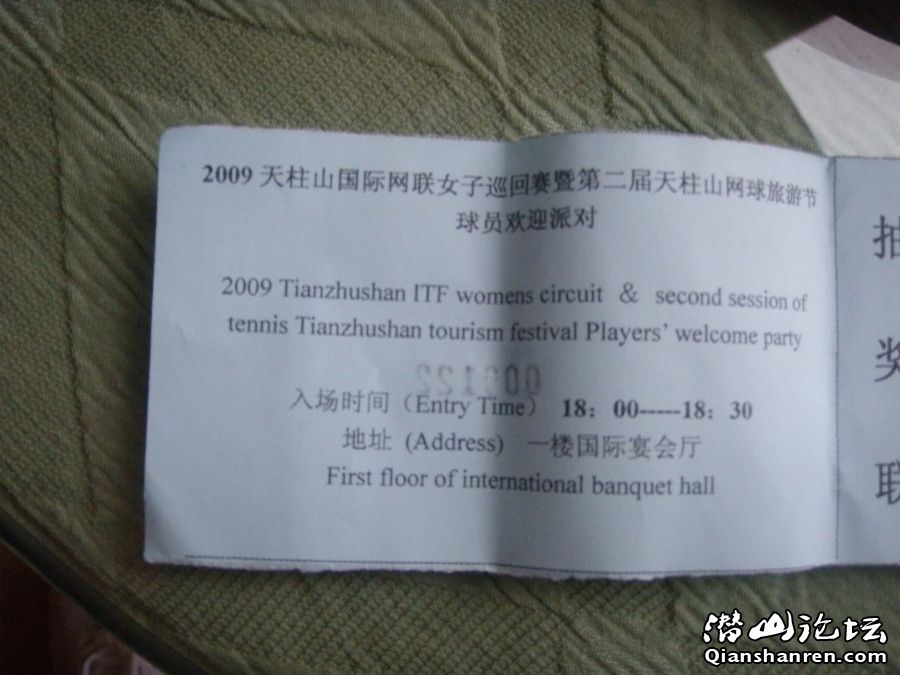 2009 天柱山国际网联女子巡回赛暨第二届天柱山网球旅游节
球员欢迎派对
2009 Tianzhushan ITF womens circuit & second session of
tennis Tianzhushan tourism festival Players' welcome party
入场时间（Entry Time） 18：00-----18：30
地址 (Address) 一楼国际宴会厅
First floor of international banquet hall
抽
奖
联
潜山论坛
Qianshanren.com